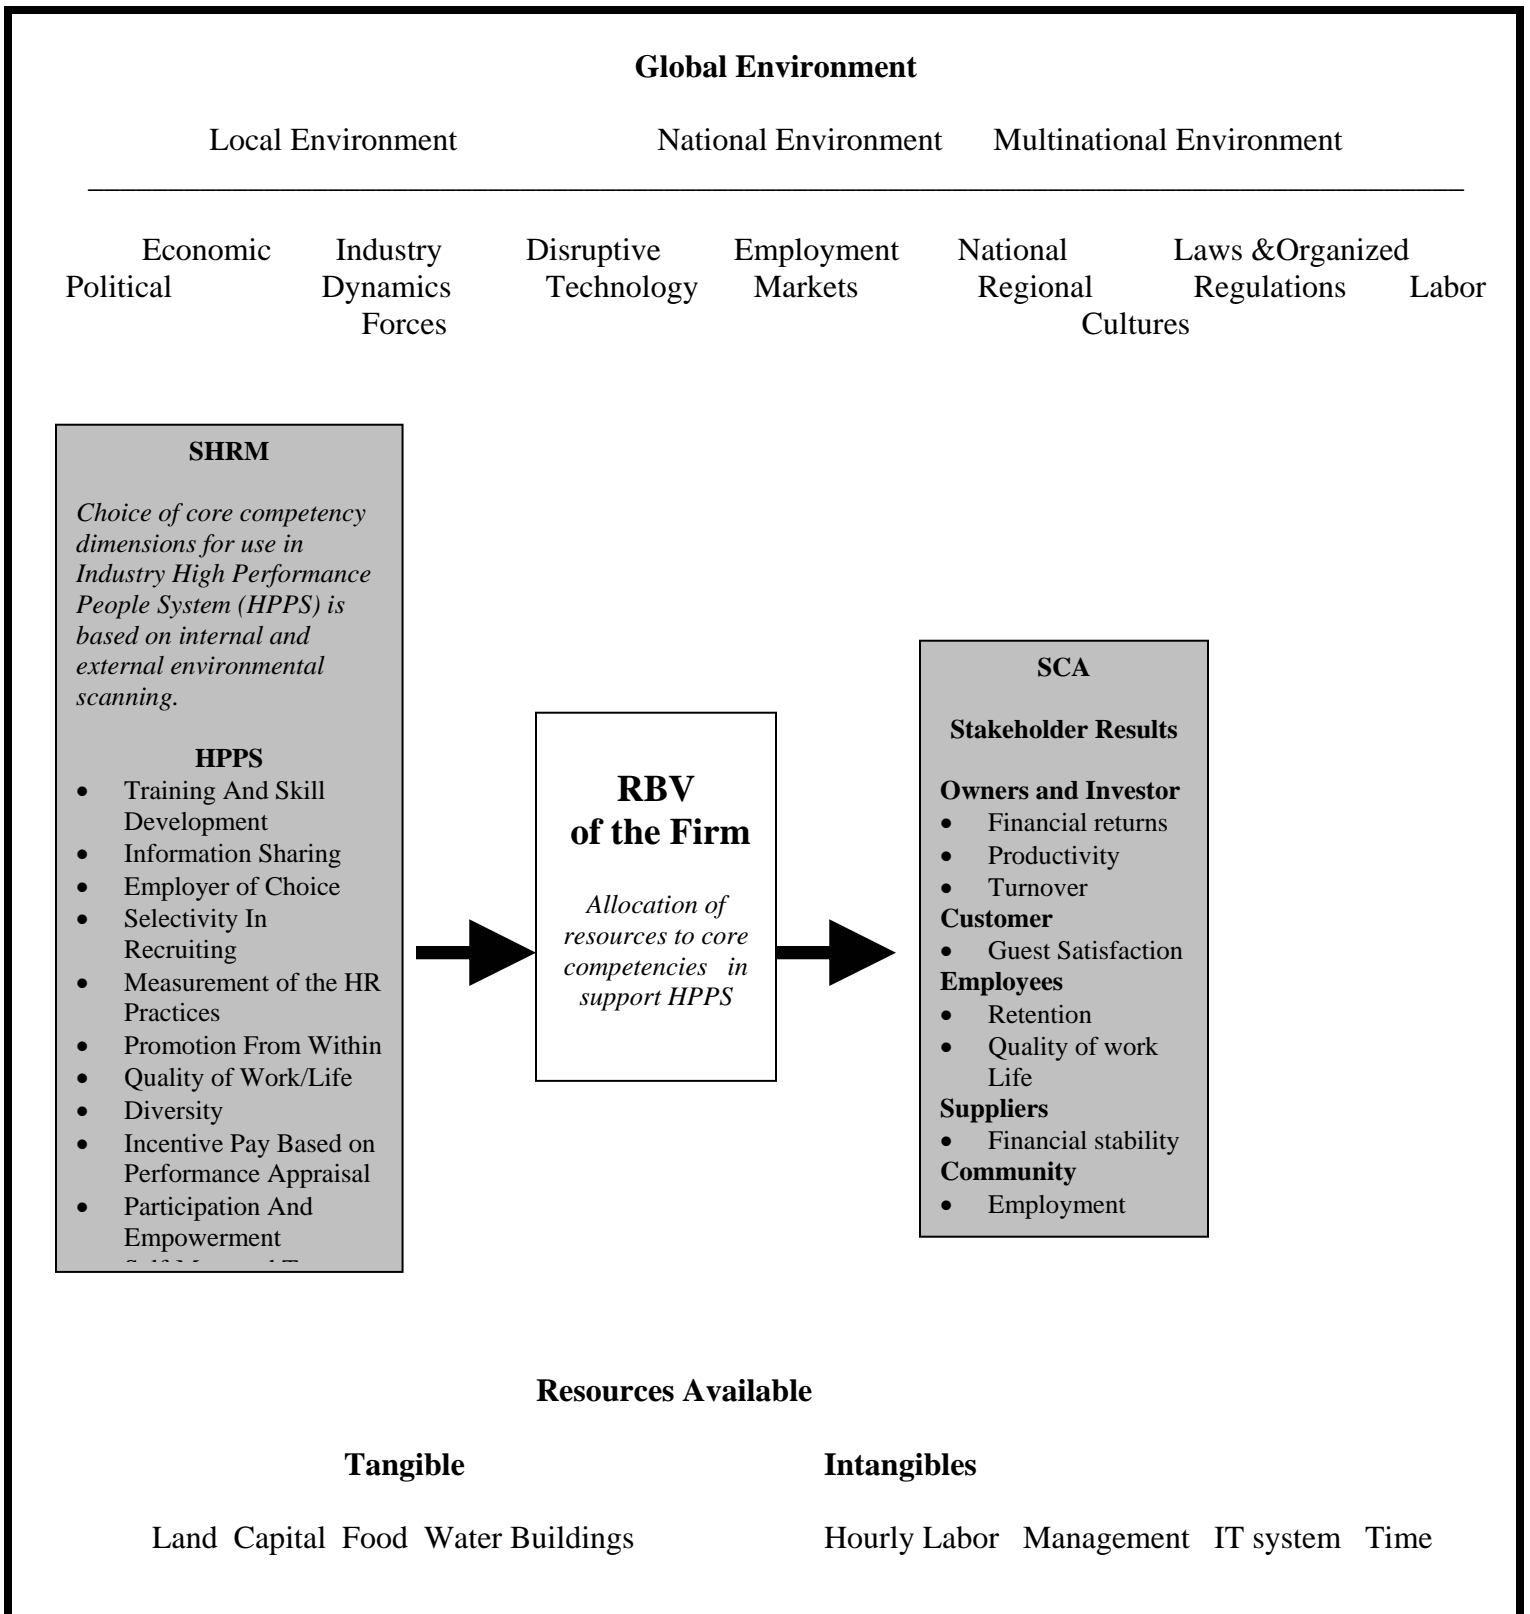 Global Environment
Local Environment National Environment Multinational Environment
Economic Industry Disruptive Employment National Laws &Organized
Political Dynamics Technology Markets Regional Regulations Labor
Forces Cultures
SHRM
Choice of core competency
dimensions for use in
Industry High Performance
People System (HPPS) is
based on internal and
external environmental
scanning.
HPPS
• Training And Skill
Development
• Information Sharing
• Employer of Choice
• Selectivity In
Recruiting
• Measurement of the HR
Practices
• Promotion From Within
• Quality of Work/Life
• Diversity
• Incentive Pay Based on
Performance Appraisal
• Participation And
Empowerment
RBV
of the Firm
Allocation of
resources to core
competencies in
support HPPS
SCA
Stakeholder Results
Owners and Investor
• Financial returns
• Productivity
• Turnover
Customer
• Guest Satisfaction
Employees
• Retention
• Quality of work
Life
Suppliers
• Financial stability
Community
• Employment
Resources Available
Tangible Intangibles
Land Capital Food Water Buildings Hourly Labor Management IT system Time